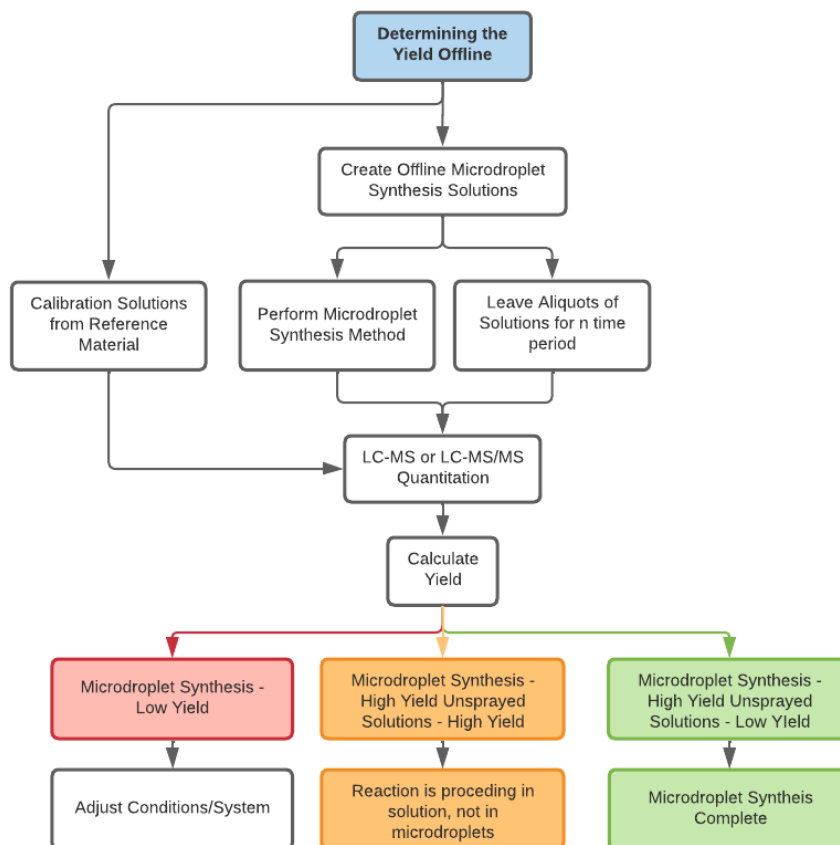 Determining the
Yield Offline
Create Offline Microdroplet
Synthesis Solutions
Calibration Solutions
from Reference
Material
Perform Microdroplet
Synthesis Method
Leave Aliquots of
Solutions for n time
period
LC-MS or LC-MS/MS
Quantitation
Calculate
Yield
Microdroplet Synthesis -
Low Yield
Microdroplet Synthesis -
High Yield Unsprayed
Solutions - High Yield
Microdroplet Synthesis -
High Yield Unsprayed
Solutions - Low YIeld
Adjust Conditions/System
Reaction is proceding in
solution, not in
microdroplets
Microdroplet Syntheis
Complete